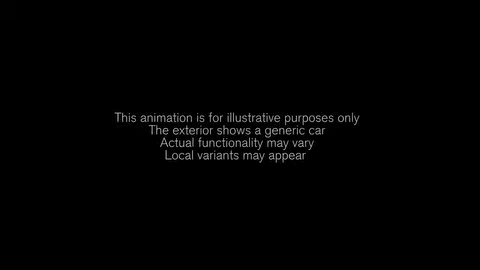 This animation is for illustrative purposes only
The exterior shows a generic car
Actual functionality may vary
Local variants may appear